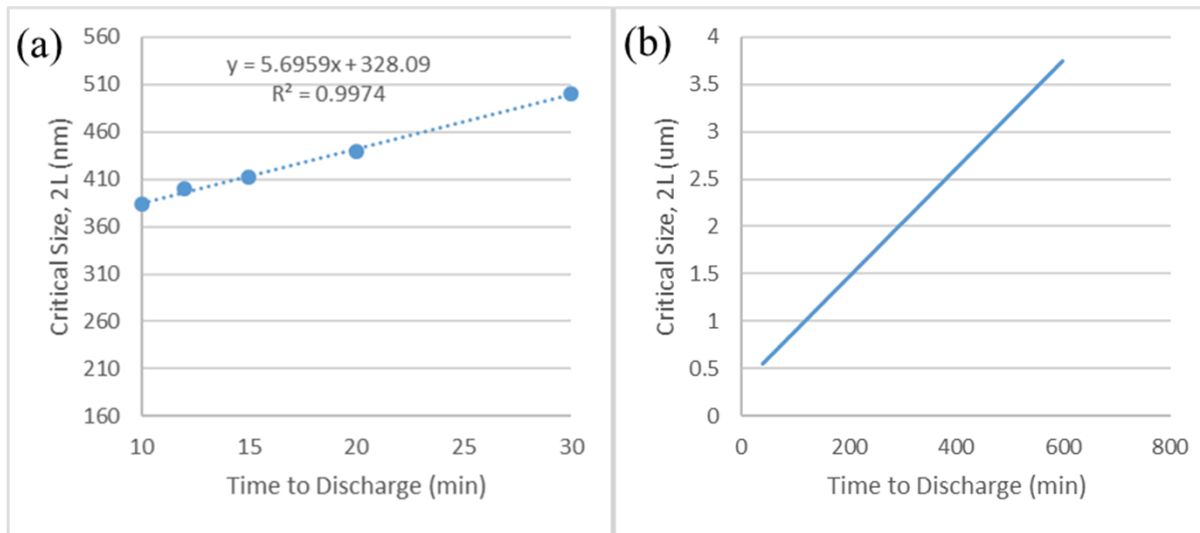 (a)
560
510
460
410
360
310
260
210
160
y = 5.6959x + 328.09
R² = 0.9974
Critical Size, 2L (nm)
10 15 20 25 30
Time to Discharge (min)
(b)
4
3.5
3
2.5
2
1.5
1
0.5
0
Critical Size, 2L (um)
0 200 400 600 800
Time to Discharge (min)